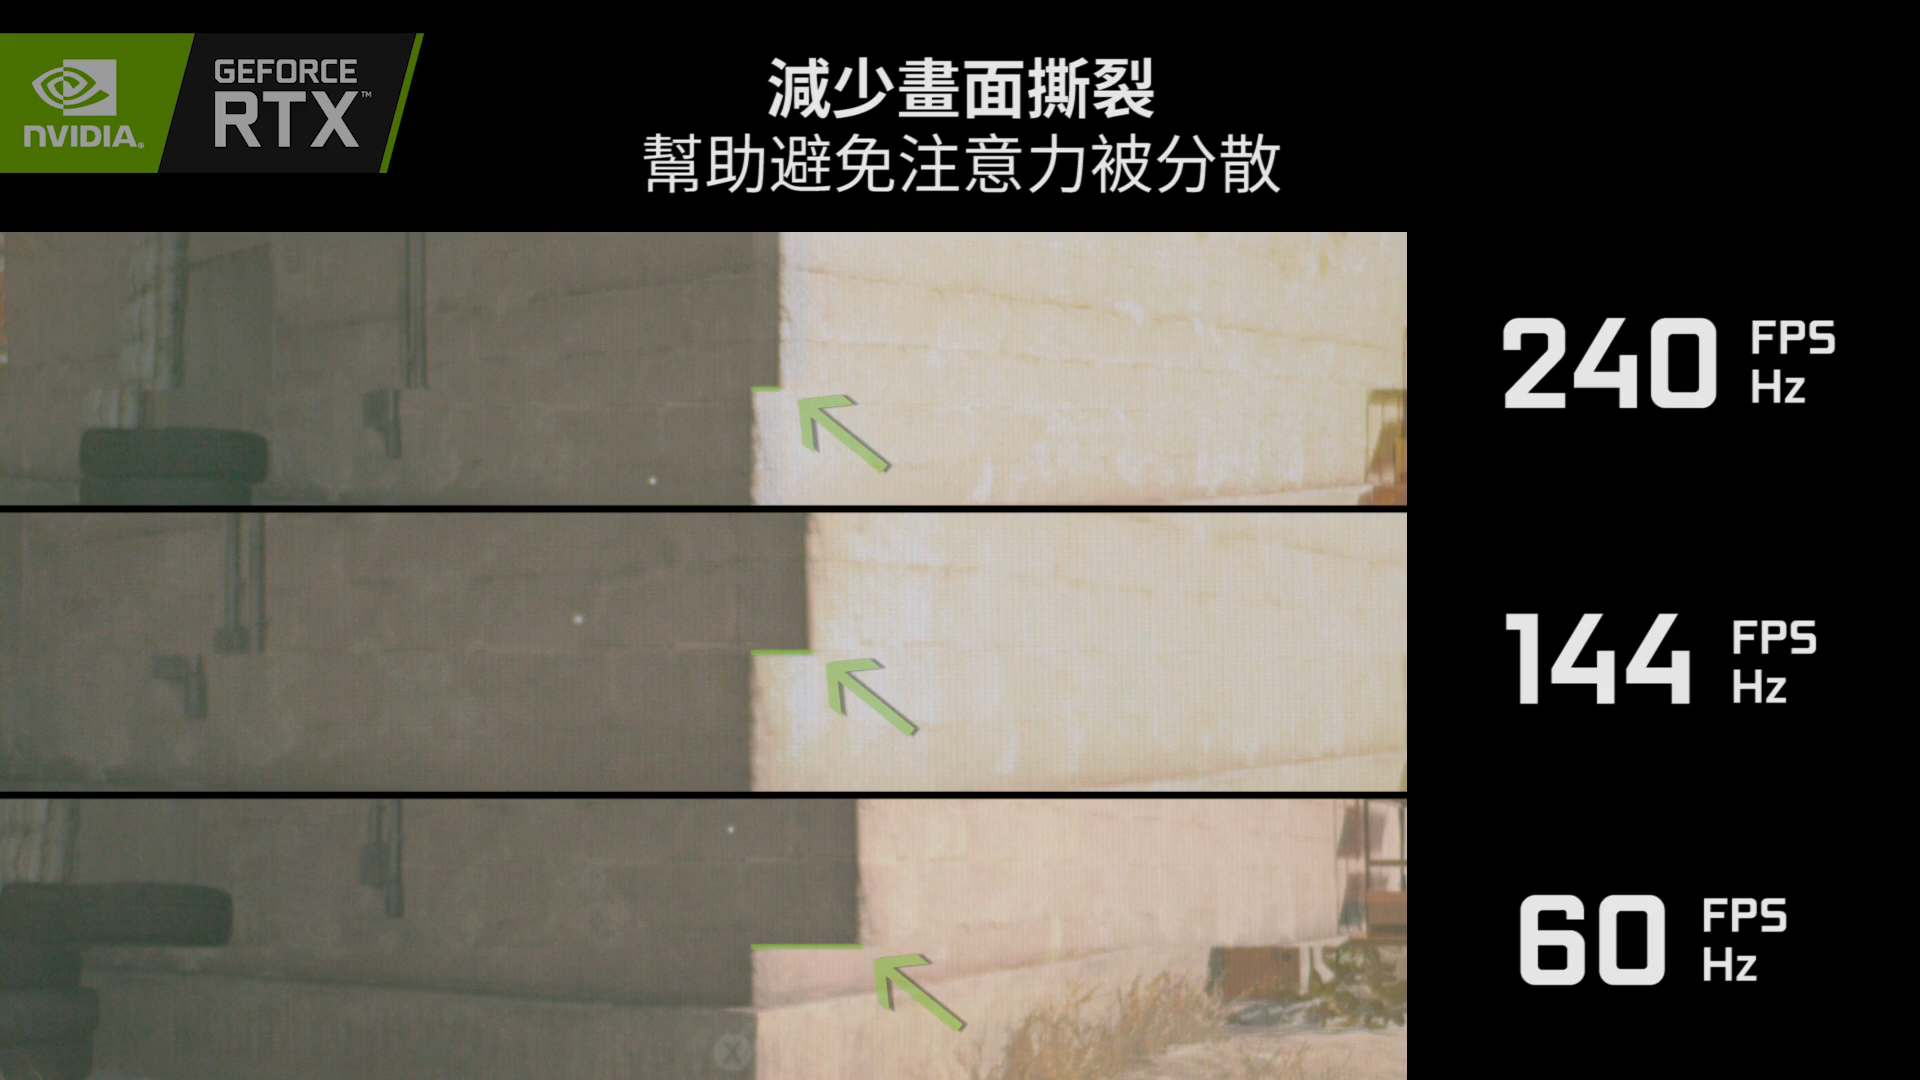 NVIDIA.
GEFORCE
RTX™
減少畫面撕裂
幫助避免注意力被分散
240 FPS
Hz
144 FPS
Hz
60 FPS
Hz
X